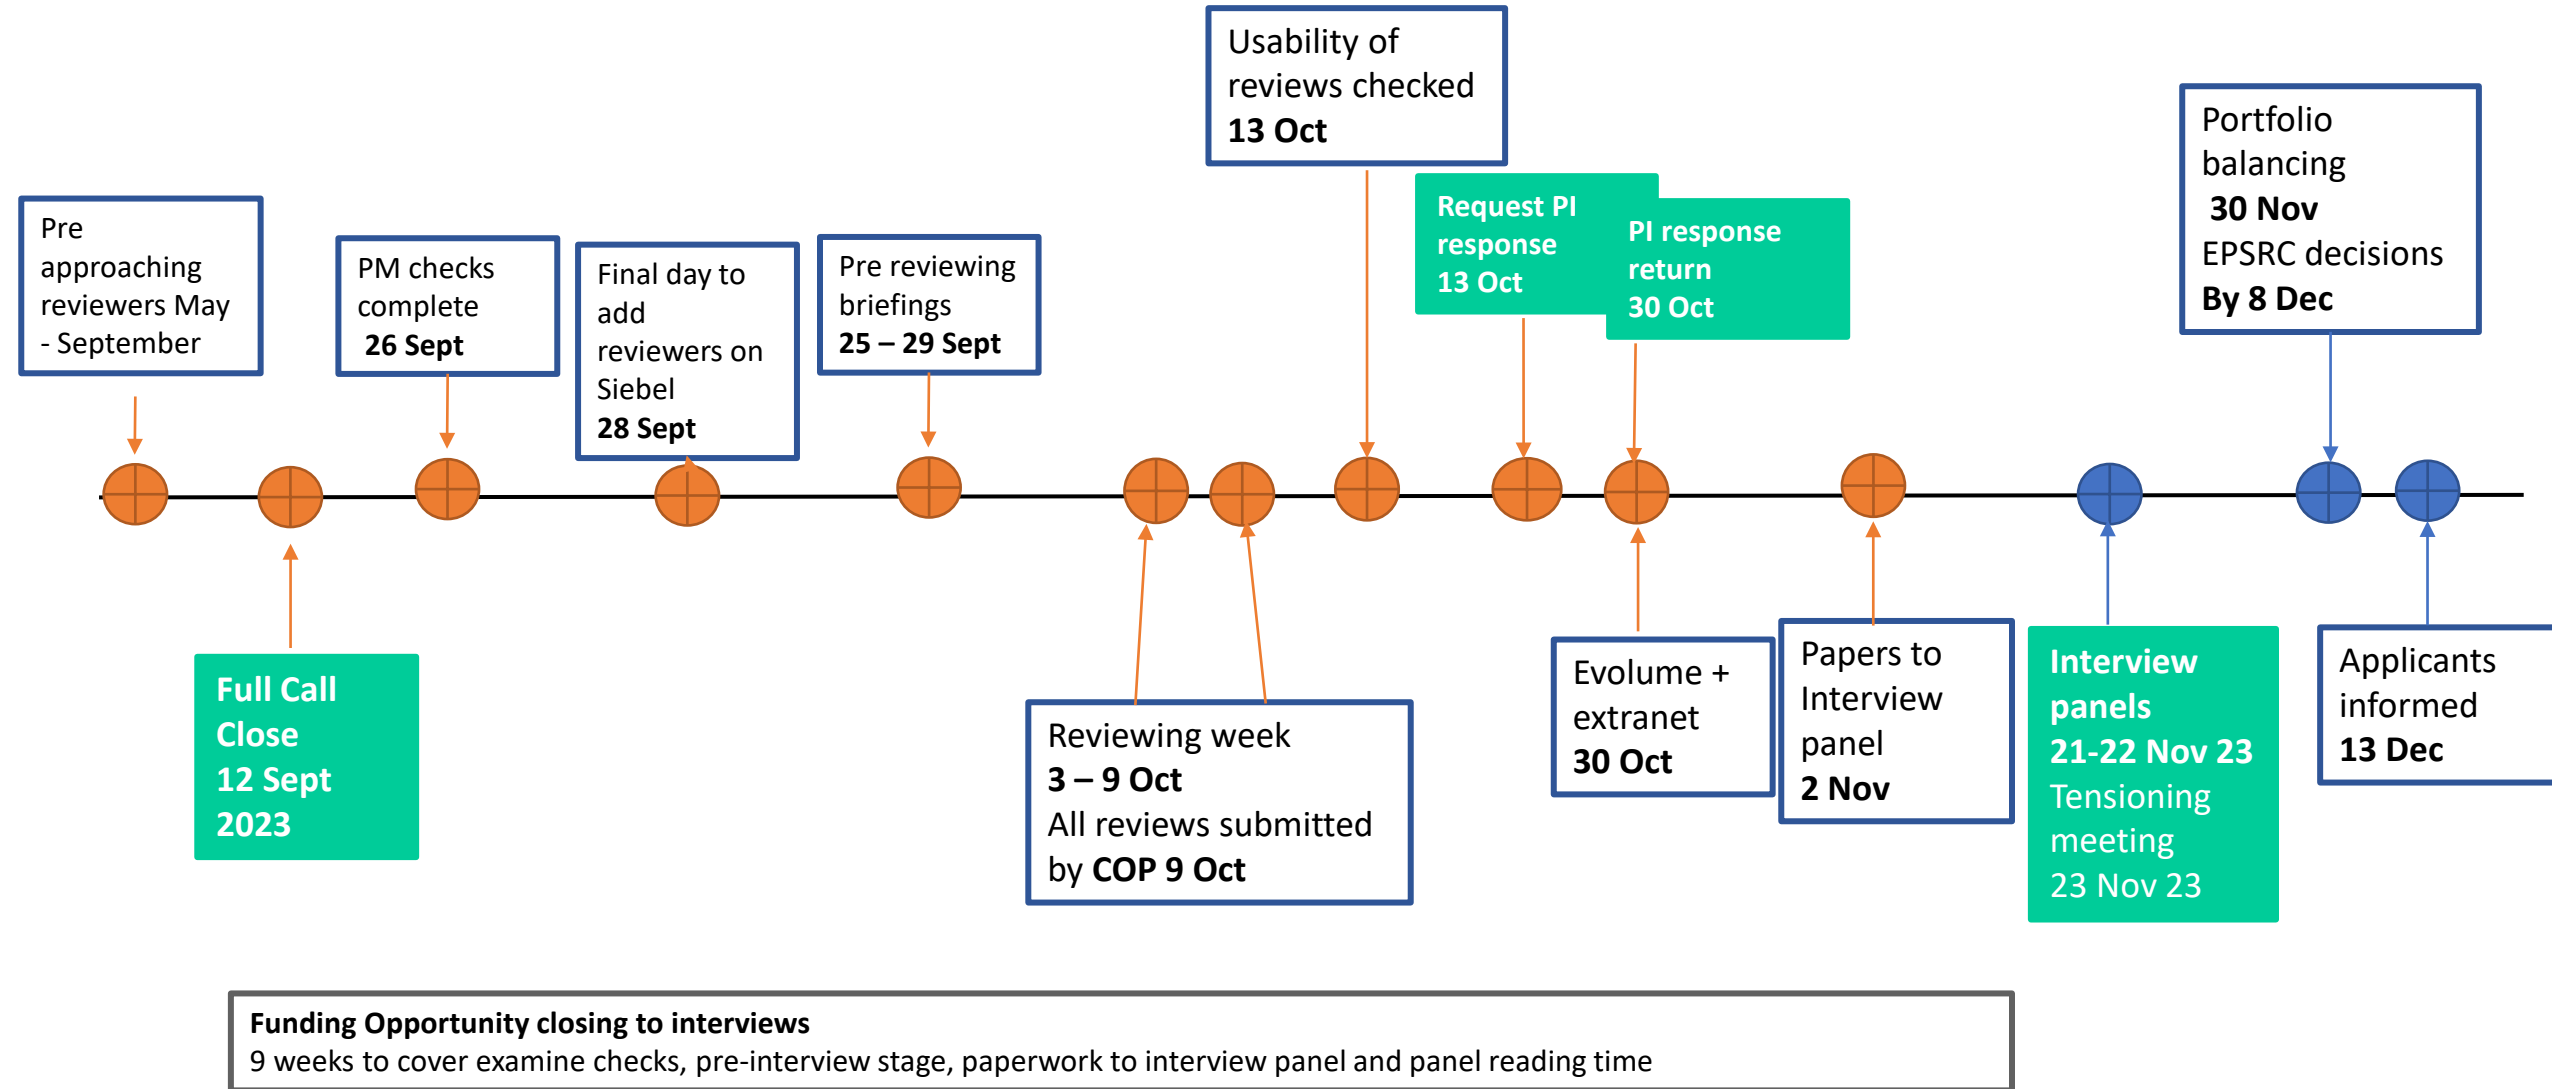 Pre
approaching
reviewers May
- September
Full Call
Close
12 Sept
2023
PM checks
complete
26 Sept
Final day to
add
reviewers on
Siebel
28 Sept
Pre reviewing
briefings
25 – 29 Sept
Reviewing week
3 – 9 Oct
All reviews submitted
by COP 9 Oct
Usability of
reviews checked
13 Oct
Request PI
response
13 Oct
PI response
return
30 Oct
Evolume +
extranet
30 Oct
Papers to
Interview
panel
2 Nov
Interview
panels
21-22 Nov 23
Tensioning
meeting
23 Nov 23
Portfolio
balancing
30 Nov
EPSRC decisions
By 8 Dec
Applicants
informed
13 Dec
Funding Opportunity closing to interviews
9 weeks to cover examine checks, pre-interview stage, paperwork to interview panel and panel reading time